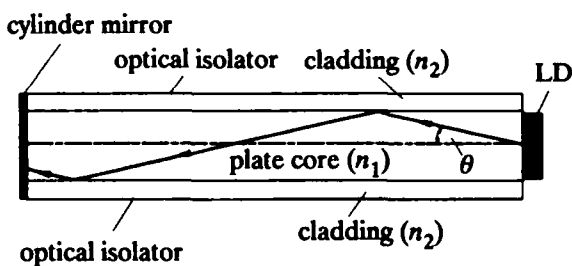 cylinder mirror
optical isolator
cladding (n₂)
LD
plate core (n₁)
θ
cladding (n₂)
optical isolator